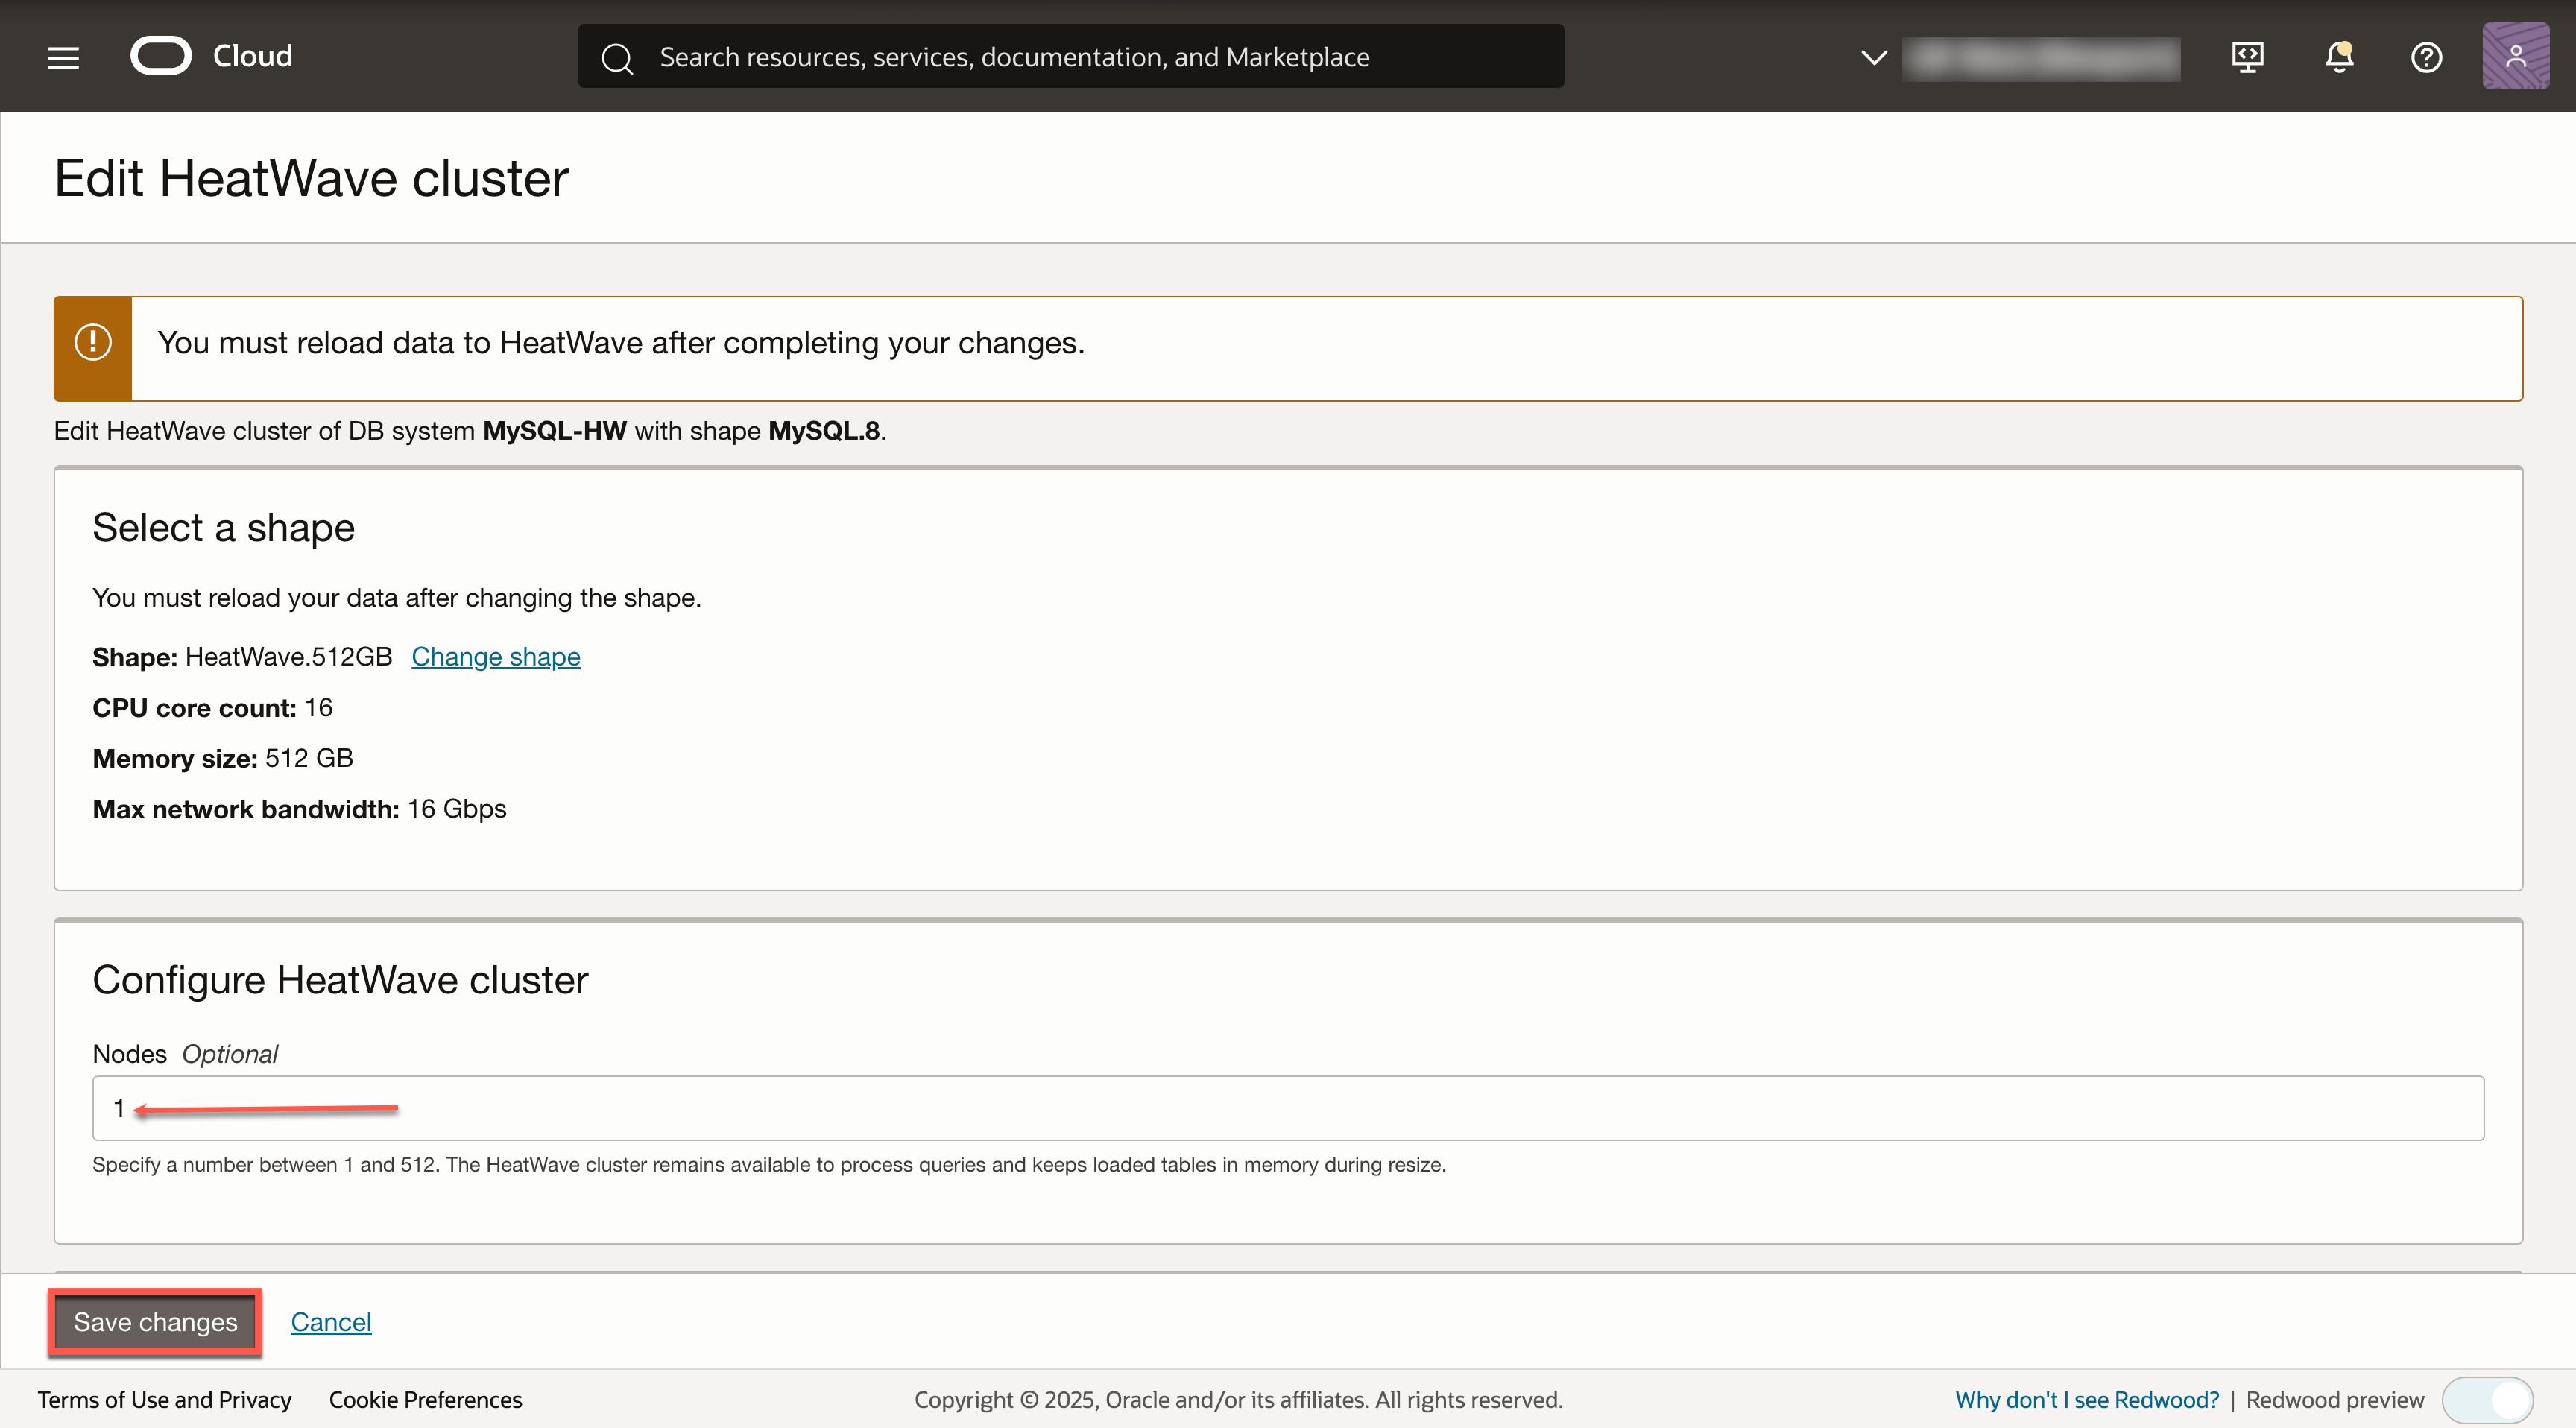 Cloud
Search resources, services, documentation, and Marketplace
Edit HeatWave cluster
You must reload data to HeatWave after completing your changes.
Edit HeatWave cluster of DB system MySQL-HW with shape MySQL.8.
Select a shape
You must reload your data after changing the shape.
Shape: HeatWave.512GB Change shape
CPU core count: 16
Memory size: 512 GB
Max network bandwidth: 16 Gbps
Configure HeatWave cluster
Nodes Optional
1
Specify a number between 1 and 512. The HeatWave cluster remains available to process queries and keeps loaded tables in memory during resize.
Save changes Cancel
Terms of Use and Privacy Cookie Preferences Copyright © 2025, Oracle and/or its affiliates. All rights reserved. Why don't I see Redwood? | Redwood preview